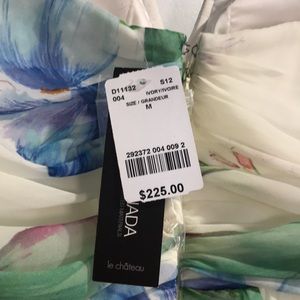 D11132 S12
004 IVORY/IVOIRE
SIZE / GRANDEUR
M
292372 004 009 2
$225.00
le château